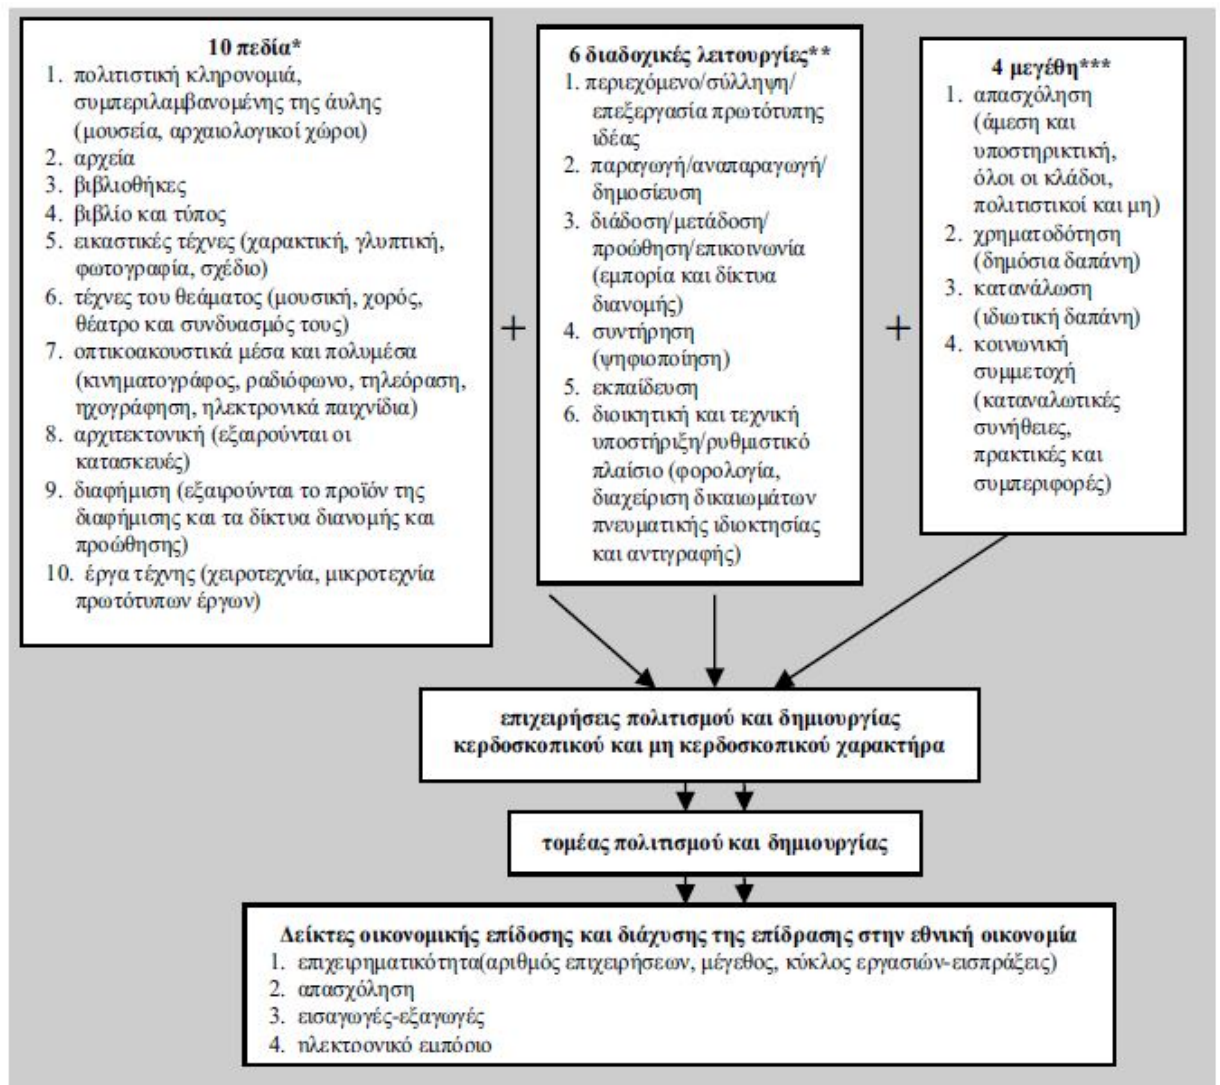 10 πεδία*
1. πολιτιστική κληρονομιά,
συμπεριλαμβανομένης της άυλης
(μουσεία, αρχαιολογικοί χώροι)
2. αρχεία
3. βιβλιοθήκες
4. βιβλίο και τύπος
5. εικαστικές τέχνες (χαρακτική, γλυπτική,
φωτογραφία, σχέδιο)
6. τέχνες του θεάματος (μουσική, χορός,
θέατρο και συνδυασμός τους)
7. οπτικοακουστικά μέσα και πολυμέσα
(κινηματογράφος, ραδιόφωνο, τηλεόραση,
ηχογράφηση, ηλεκτρονικά παιχνίδια)
8. αρχιτεκτονική (εξαιρούνται οι
κατασκευές)
9. διαφήμιση (εξαιρούνται το προϊόν της
διαφήμισης και τα δίκτυα διανομής και
προώθησης)
10. έργα τέχνης (χειροτεχνία, μικροτεχνία
πρωτότυπων έργων)
+
6 διαδοχικές λειτουργίες**
1. περιεχόμενο/σύλληψη/
επεξεργασία πρωτότυπης
ιδέας
2. παραγωγή/αναπαραγωγή/
δημοσίευση
3. διάδοση/μετάδοση/
προώθηση/επικοινωνία
(εμπορία και δίκτυα
διανομής)
4. συντήρηση
(ψηφιοποίηση)
5. εκπαίδευση
6. διοικητική και τεχνική
υποστήριξη/ρυθμιστικό
πλαίσιο (φορολογία,
διαχείριση δικαιωμάτων
πνευματικής ιδιοκτησίας
και αντιγραφής)
+
4 μεγέθη***
1. απασχόληση
(άμεση και
υποστηρικτική,
όλοι οι κλάδοι,
πολιτιστικοί και μη)
2. χρηματοδότηση
(δημόσια δαπάνη)
3. κατανάλωση
(ιδιωτική δαπάνη)
4. κοινωνική
συμμετοχή
(καταναλωτικές
συνήθειες,
πρακτικές και
συμπεριφορές)
επιχειρήσεις πολιτισμού και δημιουργίας
κερδοσκοπικού και μη κερδοσκοπικού χαρακτήρα
τομέας πολιτισμού και δημιουργίας
Δείκτες οικονομικής επίδοσης και διάχυσης της επίδρασης στην εθνική οικονομία
1. επιχειρηματικότητα(αριθμός επιχειρήσεων, μέγεθος, κύκλος εργασιών-εισπράξεις)
2. απασχόληση
3. εισαγωγές-εξαγωγές
4. ηλεκτρονικό εμπόριο